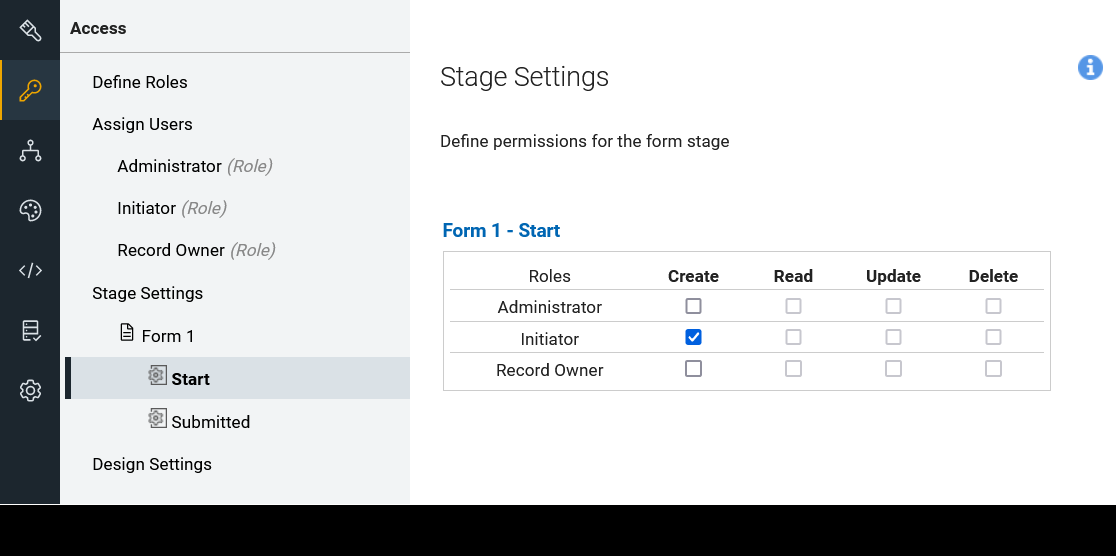 Access
Define Roles
Assign Users
Administrator (Role)
Initiator (Role)
Record Owner (Role)
Stage Settings
Form 1
Start
Submitted
Design Settings
Stage Settings
Define permissions for the form stage
Form 1 - Start
Roles Create Read Update Delete
Administrator
Initiator
Record Owner